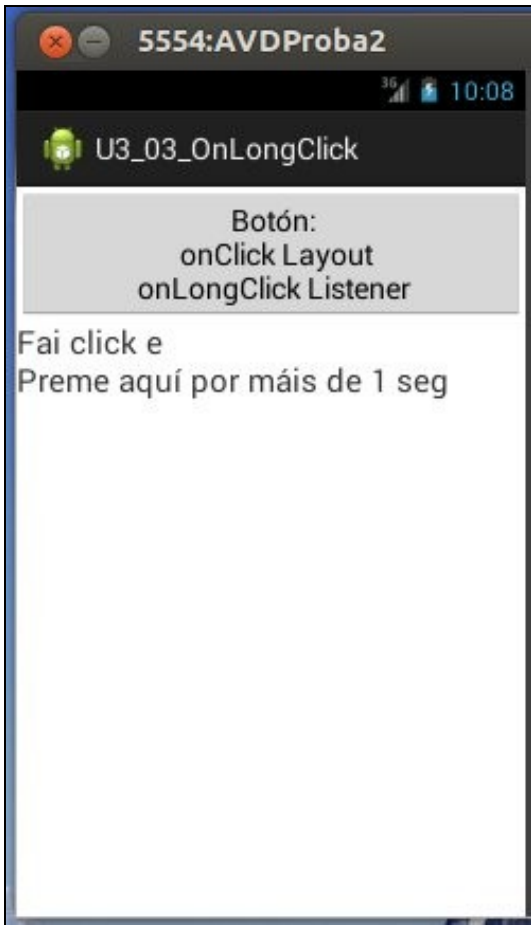 5554:AVDProba2
3G 10:08
U3_03_OnLongClick
Botón:
onClick Layout
onLongClick Listener
Fai click e
Preme aquí por máis de 1 seg